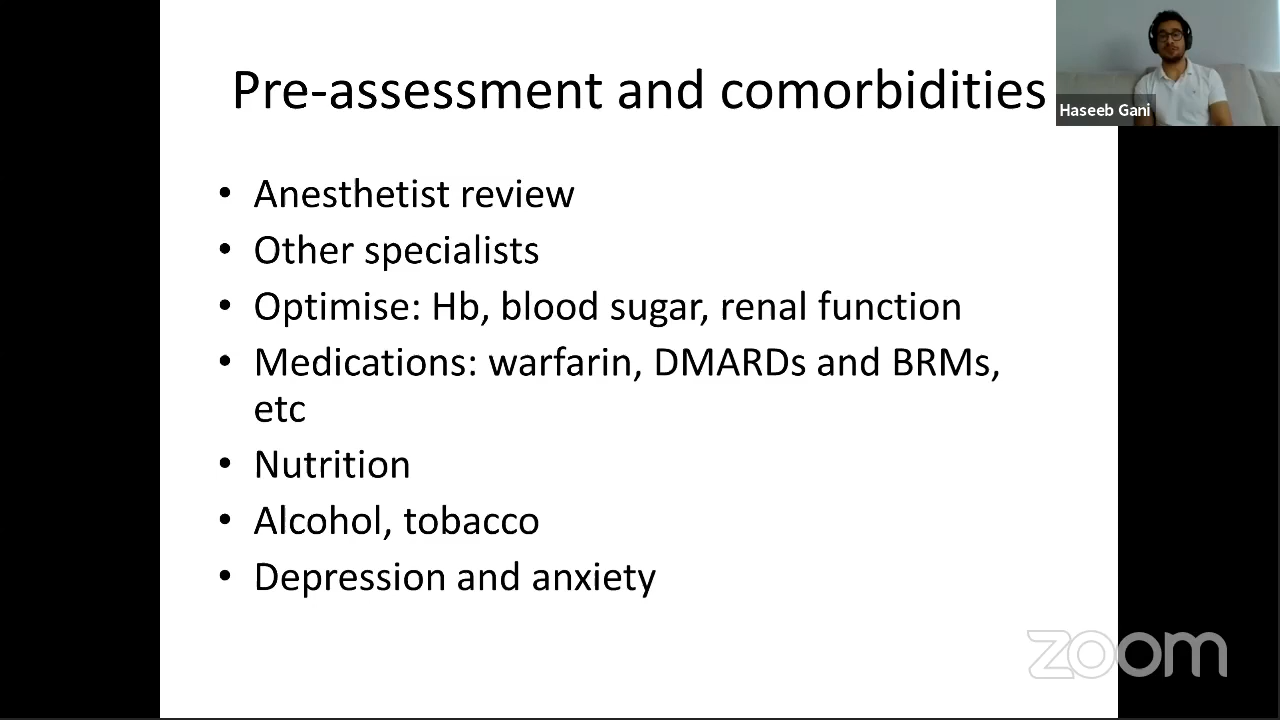 Pre-assessment and comorbidities
Haseeb Gani
• Anesthetist review
• Other specialists
• Optimise: Hb, blood sugar, renal function
• Medications: warfarin, DMARDs and BRMs,
etc
• Nutrition
• Alcohol, tobacco
• Depression and anxiety
zoom